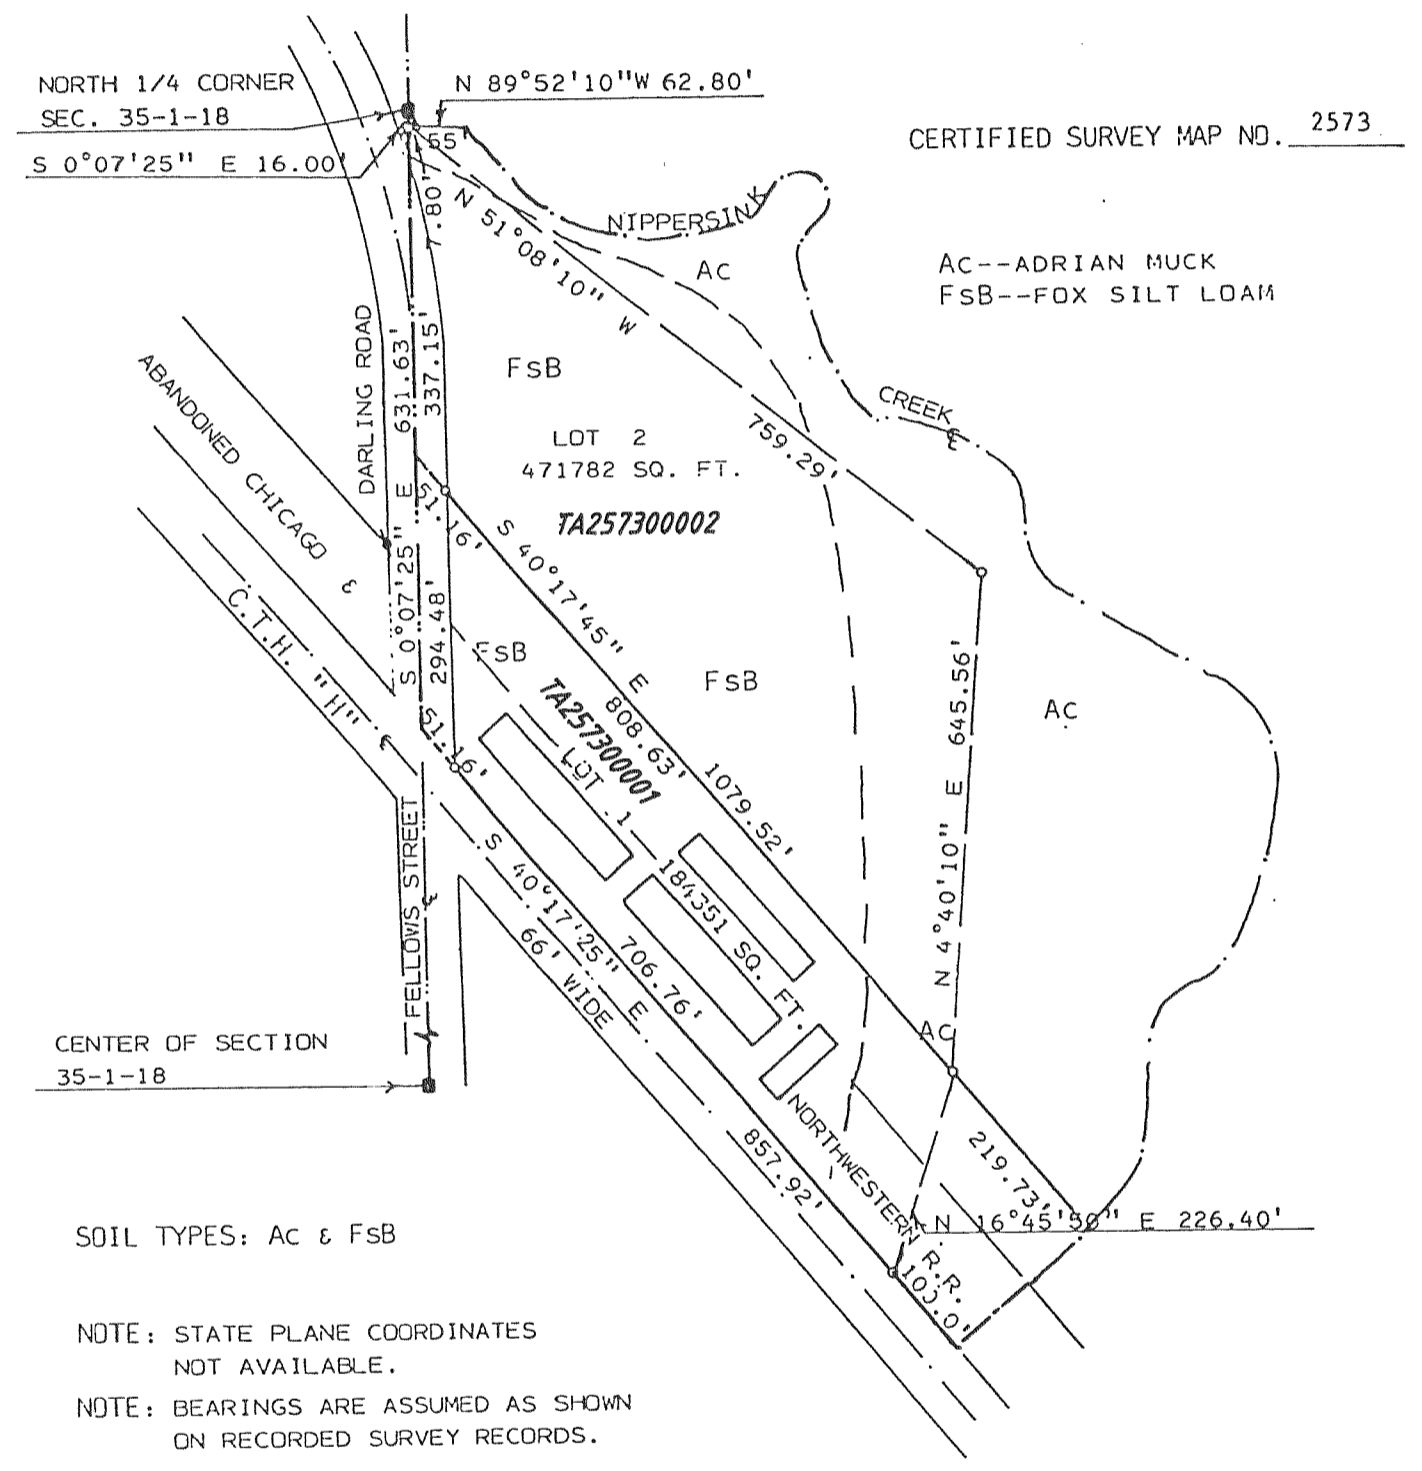 NORTH 1/4 CORNER
SEC. 35-1-18
S 0°07'25" E 16.00'
N 89°52'10"W 62.80'
CERTIFIED SURVEY MAP NO. 2573
55'
7.80'
N 51°08'10" W
759.29'
NIPPERSINK
CREEK ℄
Ac
Ac--ADRIAN MUCK
FsB--FOX SILT LOAM
DARLING ROAD
631.63'
337.15'
FsB
LOT 2
471782 SQ. FT.
TA257300002
ABANDONED CHICAGO &
51.16'
S 0°07'25" E
294.48'
S 40°17'45" E
808.63'
1079.52'
C.T.H. "H" ℄
FsB
FsB
TA257300001
LOT 1
184351 SQ. FT.
645.56'
N 4°40'10" E
Ac
51.16'
FELLOWS STREET ℄
S 40°17'25" E
706.76'
66' WIDE
AC
CENTER OF SECTION
35-1-18
NORTHWESTERN R.R.
857.92'
219.73'
N 16°45'50" E 226.40'
100.0'
SOIL TYPES: Ac & FsB
NOTE: STATE PLANE COORDINATES
NOT AVAILABLE.
NOTE: BEARINGS ARE ASSUMED AS SHOWN
ON RECORDED SURVEY RECORDS.